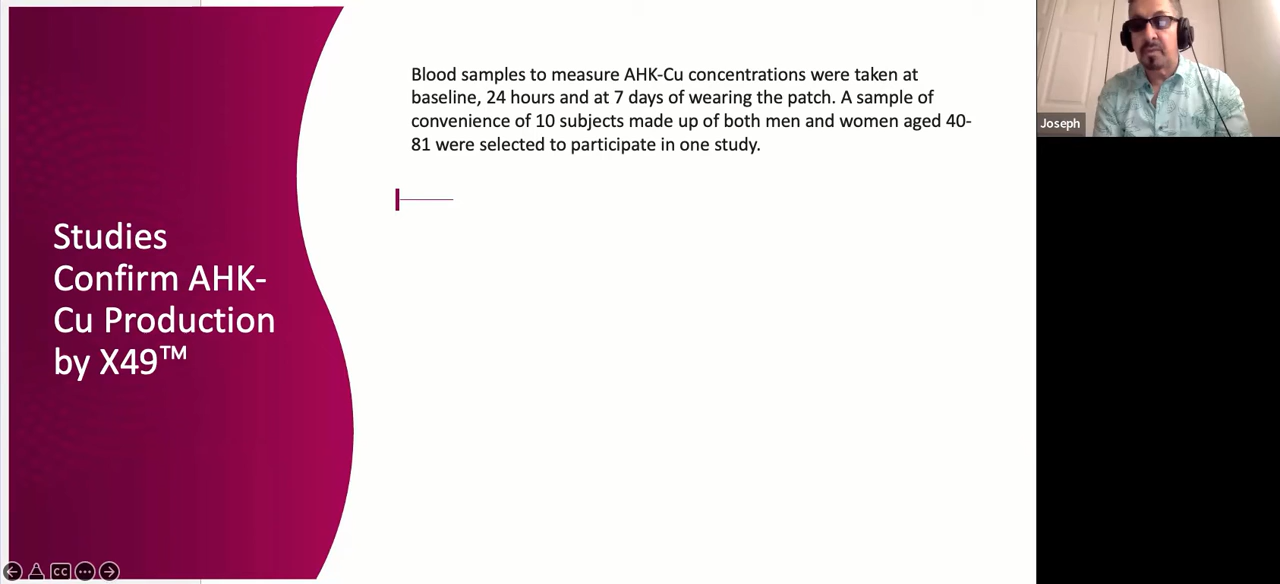 Blood samples to measure AHK-Cu concentrations were taken at
baseline, 24 hours and at 7 days of wearing the patch. A sample of
convenience of 10 subjects made up of both men and women aged 40-
81 were selected to participate in one study.
Studies
Confirm AHK-
Cu Production
by X49™
Joseph
CC